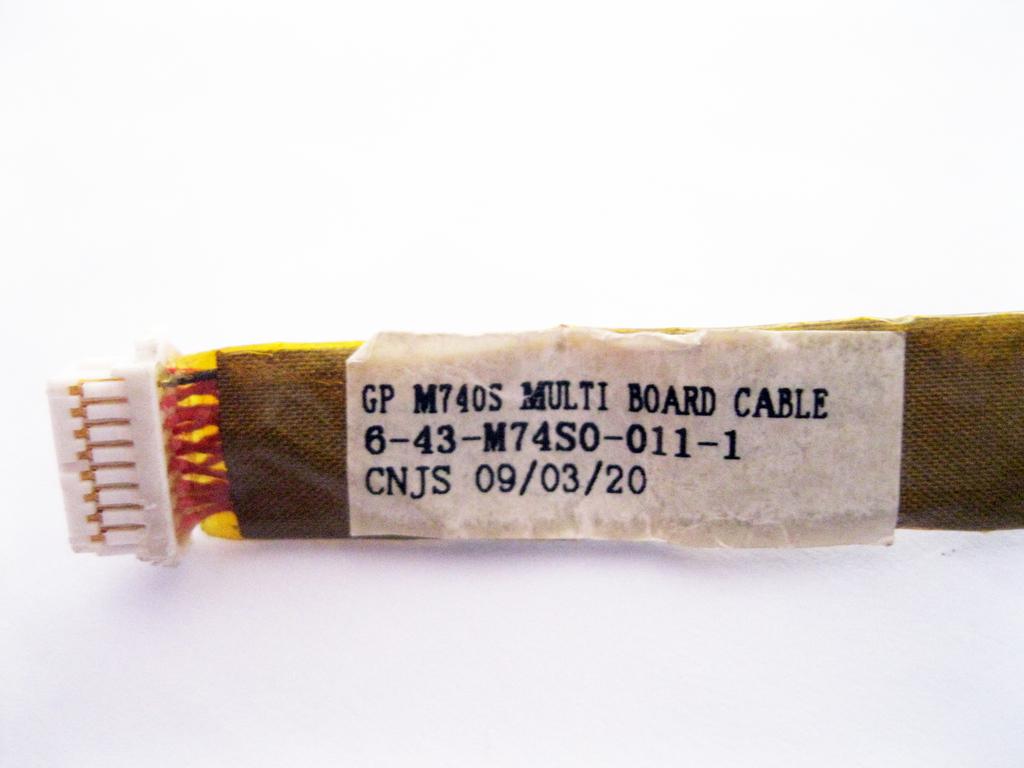 GP M740S MULTI BOARD CABLE
6-43-M74S0-011-1
CNJS 09/03/20